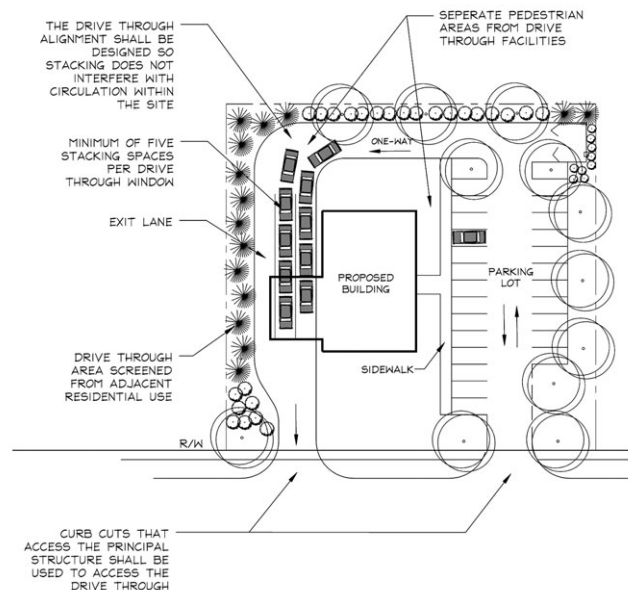 THE DRIVE THROUGH
ALIGNMENT SHALL BE
DESIGNED SO
STACKING DOES NOT
INTERFERE WITH
CIRCULATION WITHIN
THE SITE
SEPERATE PEDESTRIAN
AREAS FROM DRIVE
THROUGH FACILITIES
MINIMUM OF FIVE
STACKING SPACES
PER DRIVE
THROUGH WINDOW
ONE-WAY
EXIT LANE
PROPOSED
BUILDING
PARKING
LOT
SIDEWALK
DRIVE THROUGH
AREA SCREENED
FROM ADJACENT
RESIDENTIAL USE
R/W
CURB CUTS THAT
ACCESS THE PRINCIPAL
STRUCTURE SHALL BE
USED TO ACCESS THE
DRIVE THROUGH